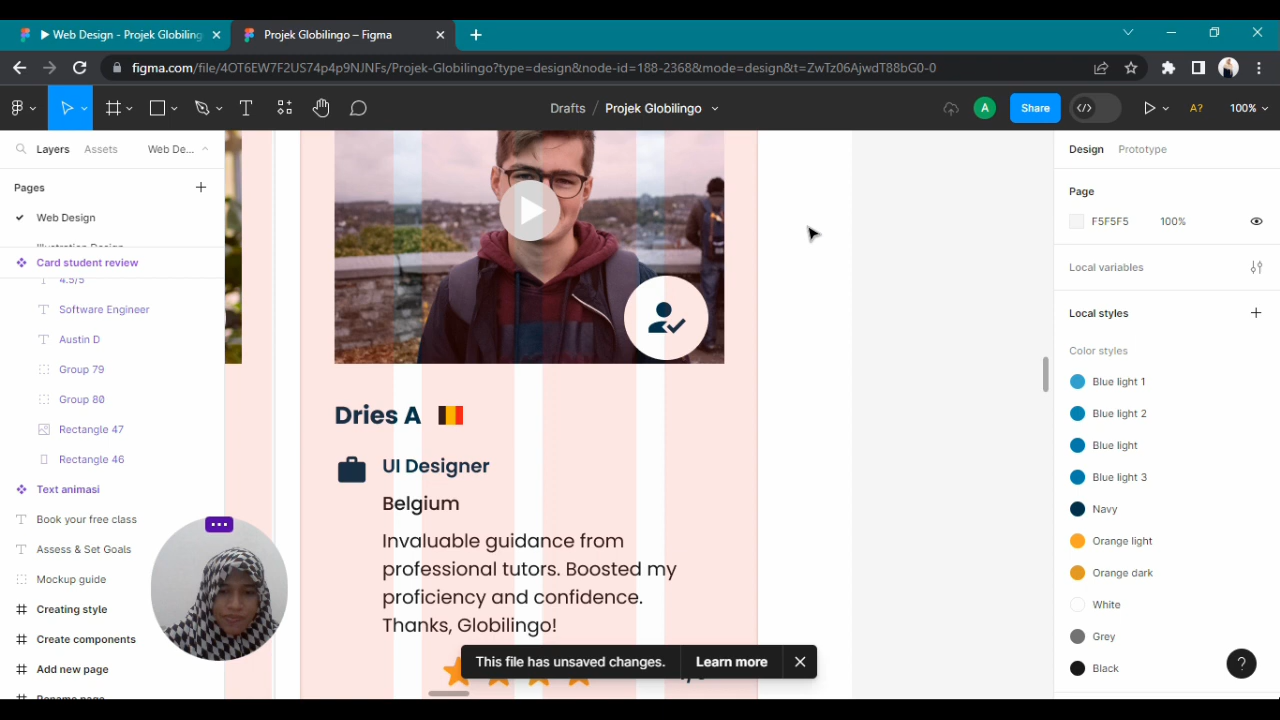 Web Design - Projek Globiling
Projek Globilingo – Figma
figma.com/file/4OT6EW7F2US74p4p9NJNFs/Projek-Globilingo?type=design&node-id=188-2368&mode=design&t=ZwTz06AjwdT88bG0-0
Drafts / Projek Globilingo
A
Share
A?
100%
Layers
Assets
Web De...
Design
Prototype
Pages
Page
Web Design
F5F5F5
100%
Illustration Design
Card student review
Local variables
4.5/5
Software Engineer
Local styles
Austin D
Color styles
Group 79
Blue light 1
Group 80
Blue light 2
Rectangle 47
Blue light
Rectangle 46
Blue light 3
Text animasi
Navy
Book your free class
Orange light
Assess & Set Goals
Orange dark
Mockup guide
White
Creating style
Grey
Create components
Black
Add new page
Rename page
Dries A
UI Designer
Belgium
Invaluable guidance from
professional tutors. Boosted my
proficiency and confidence.
Thanks, Globilingo!
This file has unsaved changes.
Learn more
?